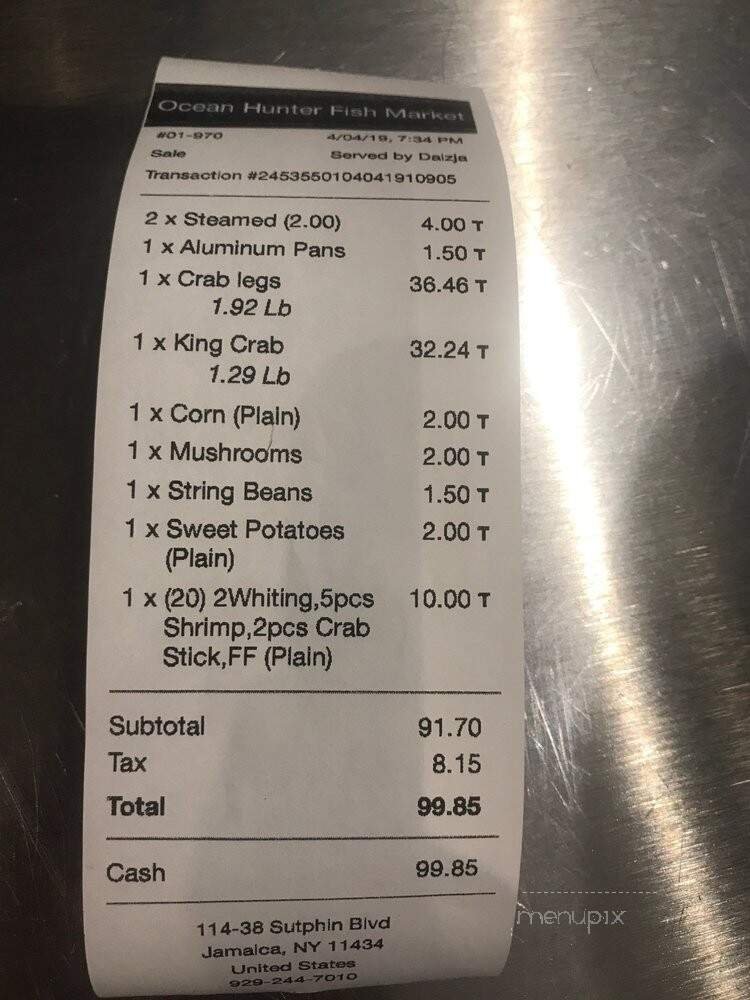 Ocean Hunter Fish Market
#01-970 4/04/19, 7:34 PM
Sale Served by Daizja
Transaction #2453550104041910905
2 x Steamed (2.00) 4.00 T
1 x Aluminum Pans 1.50 T
1 x Crab legs 36.46 T
1.92 Lb
1 x King Crab 32.24 T
1.29 Lb
1 x Corn (Plain) 2.00 T
1 x Mushrooms 2.00 T
1 x String Beans 1.50 T
1 x Sweet Potatoes 2.00 T
(Plain)
1 x (20) 2Whiting,5pcs 10.00 T
Shrimp,2pcs Crab
Stick,FF (Plain)
Subtotal 91.70
Tax 8.15
Total 99.85
Cash 99.85
114-38 Sutphin Blvd
Jamaica, NY 11434
United States
929-244-7010
menupix